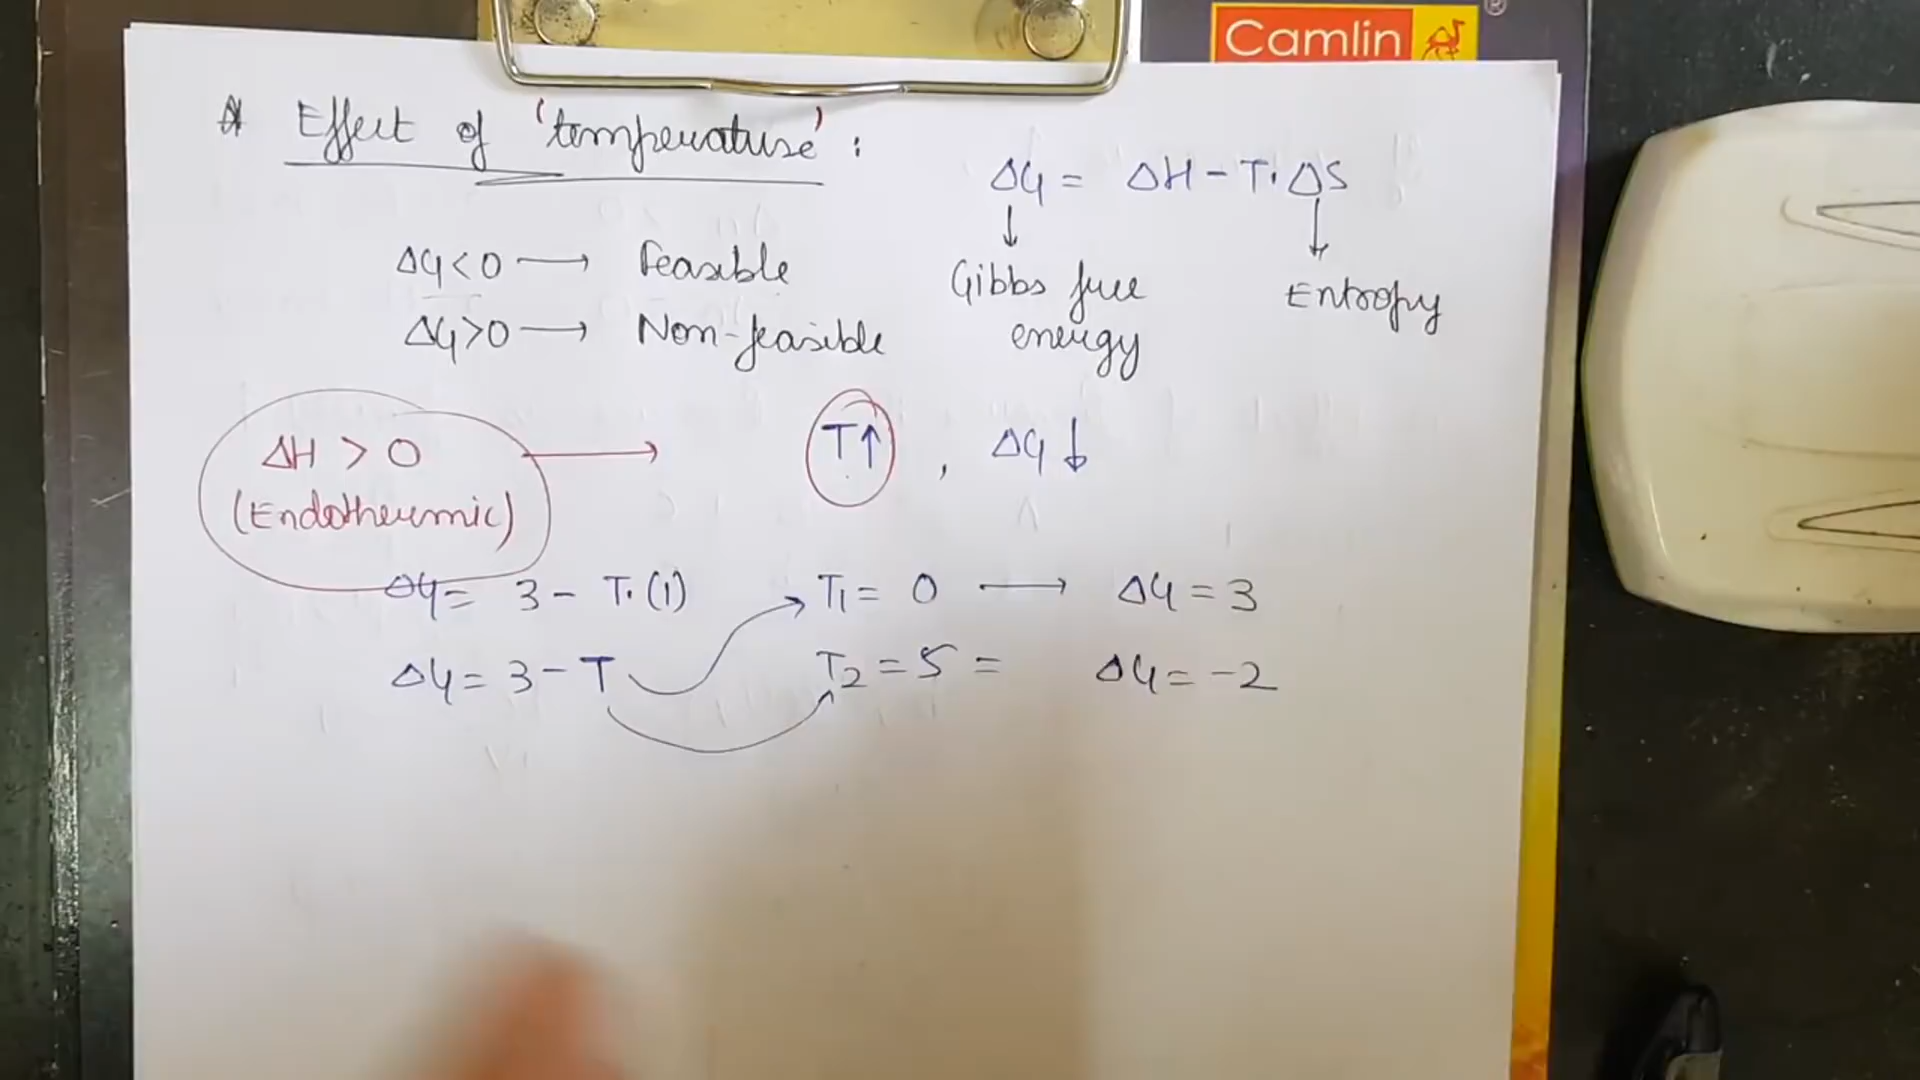 Camlin ®
* Effect of 'temperature' :
ΔG = ΔH - T. ΔS
ΔG < 0 → Feasible
Gibbs free energy
Entropy
ΔG > 0 → Non-feasible
ΔH > 0 → T↑ , ΔG ↓
(Endothermic)
ΔG = 3 - T. (1)
T1 = 0 → ΔG = 3
ΔG = 3 - T
T2 = 5 = ΔG = -2